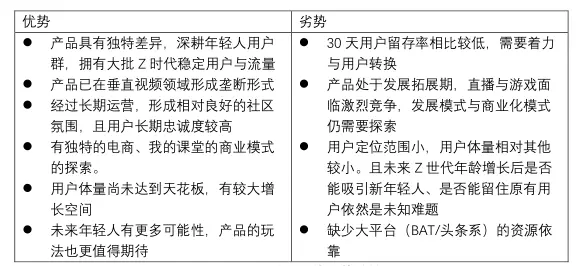 优势
● 产品具有独特差异，深耕年轻人用户
群，拥有大批 Z 时代稳定用户与流量
● 产品已在垂直视频领域形成垄断形式
● 经过长期运营，形成相对良好的社区
氛围，且用户长期忠诚度较高
● 有独特的电商、我的课堂的商业模式
的探索。
● 用户体量尚未达到天花板，有较大增
长空间
● 未来年轻人有更多可能性，产品的玩
法也更值得期待
劣势
● 30 天用户留存率相比较低，需要着力
与用户转换
● 产品处于发展拓展期，直播与游戏面
临激烈竞争，发展模式与商业化模式
仍需要探索
● 用户定位范围小，用户体量相对其他
较小。且未来 Z 世代年龄增长后是否
能吸引新年轻人、是否能留住原有用
户依然是未知难题
● 缺少大平台（BAT/头条系）的资源依
靠